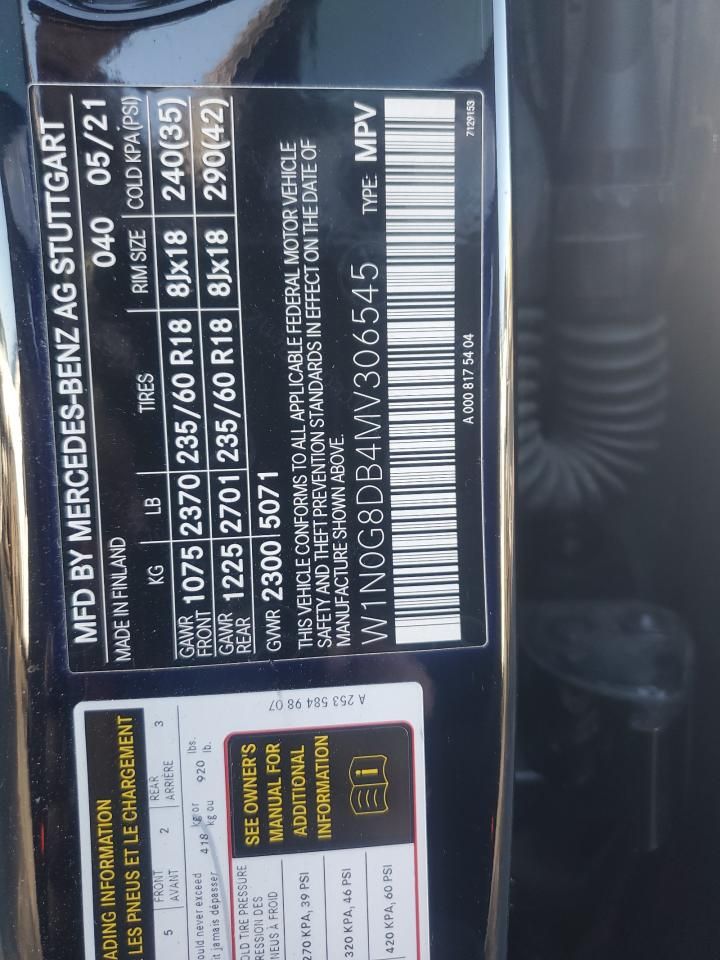 MFD BY MERCEDES-BENZ AG STUTTGART
MADE IN FINLAND 040 05/21
KG LB TIRES RIM SIZE COLD KPA(PSI)
GAWR FRONT 1075 2370 235/60 R18 8Jx18 240(35)
GAWR REAR 1225 2701 235/60 R18 8Jx18 290(42)
GVWR 2300 5071
THIS VEHICLE CONFORMS TO ALL APPLICABLE FEDERAL MOTOR VEHICLE
SAFETY AND THEFT PREVENTION STANDARDS IN EFFECT ON THE DATE OF
MANUFACTURE SHOWN ABOVE.
W1N0G8DB4MV306545 TYPE: MPV
A 000 817 54 04 7129153
INFORMATION
LES PNEUS ET LE CHARGEMENT
5 FRONT 2 REAR 3
AVANT ARRIÈRE
never exceed 418 kg or 920 lbs.
jamais dépasser kg ou lb.
TIRE PRESSURE
DES
À FROID
270 KPA, 39 PSI
320 KPA, 46 PSI
420 KPA, 60 PSI
SEE OWNER'S
MANUAL FOR
ADDITIONAL
INFORMATION
i
A 253 584 98 07